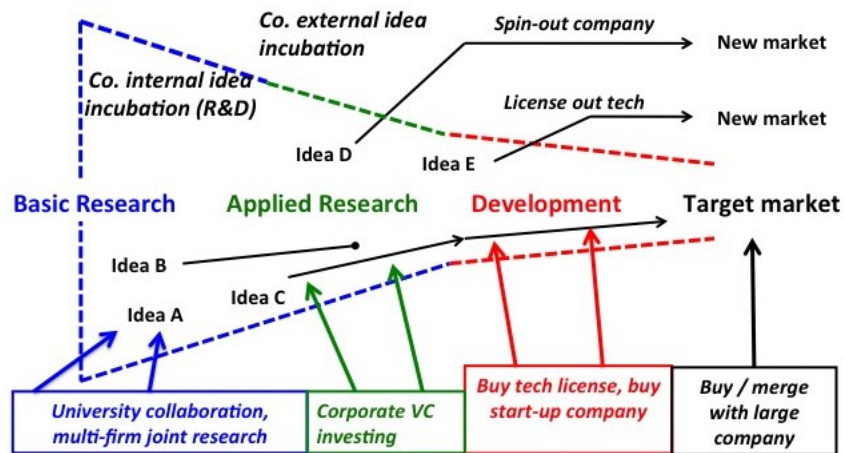 Co. external idea
incubation
Spin-out company
New market
Co. internal idea
incubation (R&D)
License out tech
New market
Idea D
Idea E
Basic Research
Applied Research
Development
Target market
Idea B
Idea C
Idea A
University collaboration,
multi-firm joint research
Corporate VC
investing
Buy tech license, buy
start-up company
Buy / merge
with large
company